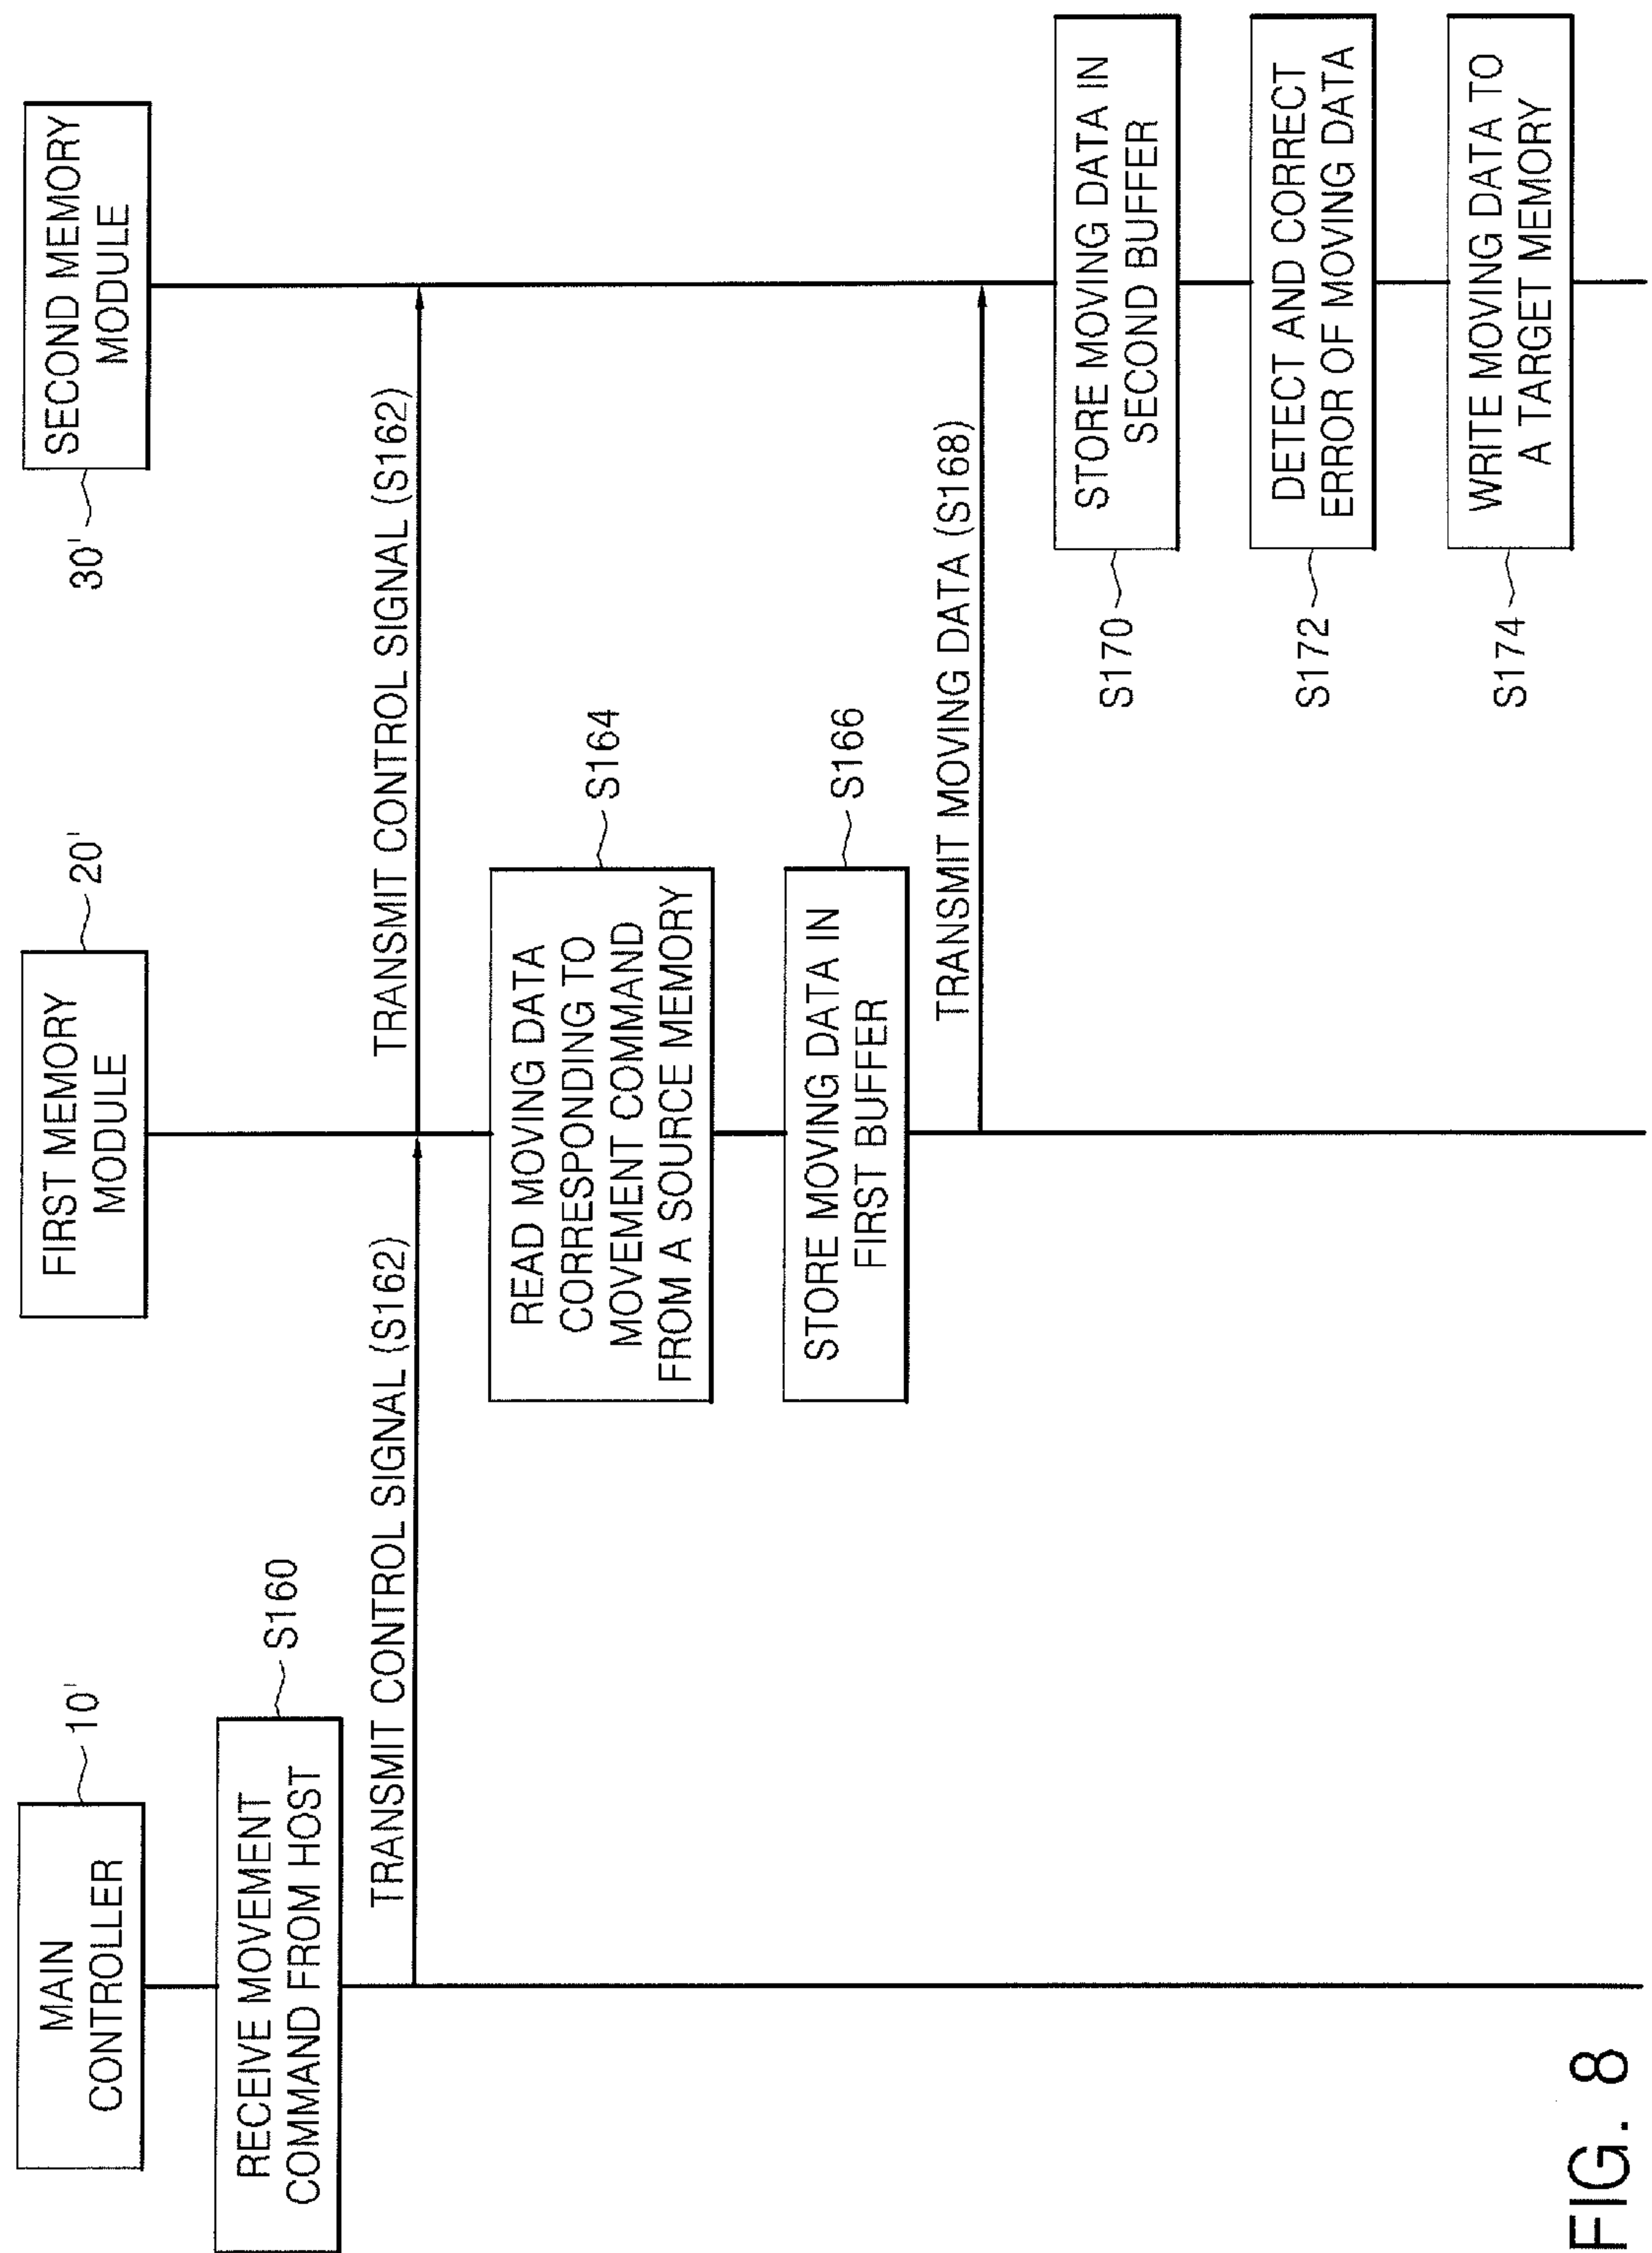 MAIN
CONTROLLER
10'
FIRST MEMORY
MODULE
20'
SECOND MEMORY
MODULE
30'
RECEIVE MOVEMENT
COMMAND FROM HOST
S160
TRANSMIT CONTROL SIGNAL (S162)
TRANSMIT CONTROL SIGNAL (S162)
READ MOVING DATA
CORRESPONDING TO
MOVEMENT COMMAND
FROM A SOURCE MEMORY
S164
STORE MOVING DATA IN
FIRST BUFFER
S166
TRANSMIT MOVING DATA (S168)
STORE MOVING DATA IN
SECOND BUFFER
S170
DETECT AND CORRECT
ERROR OF MOVING DATA
S172
WRITE MOVING DATA TO
A TARGET MEMORY
S174
FIG. 8